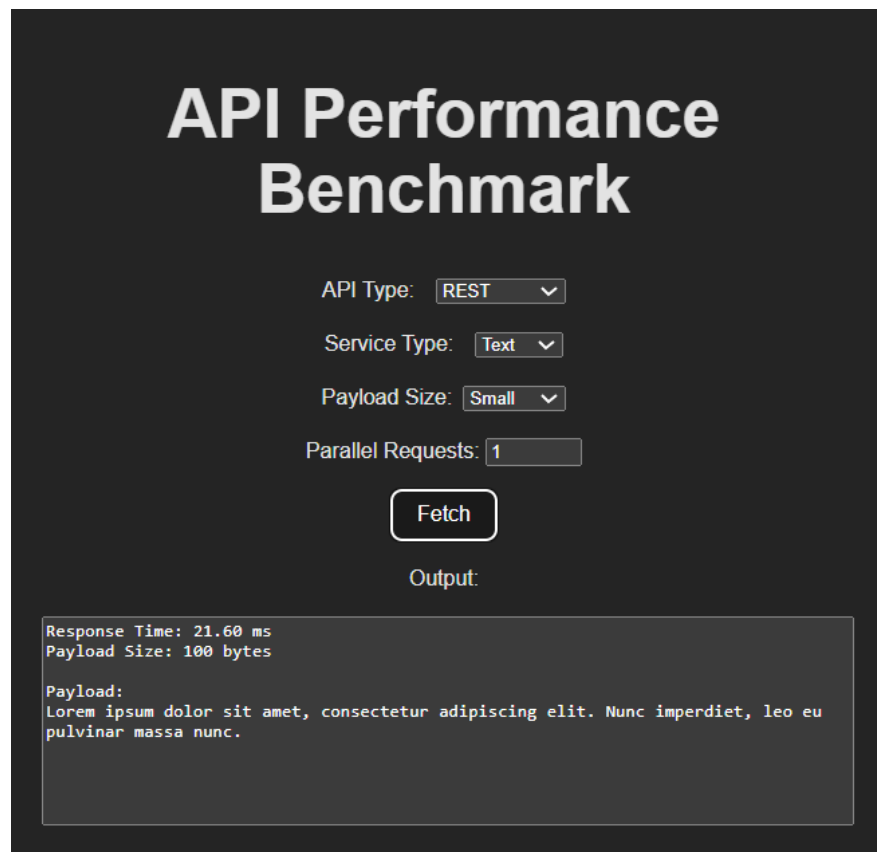 API Performance
Benchmark
API Type: REST
Service Type: Text
Payload Size: Small
Parallel Requests: 1
Fetch
Output:
Response Time: 21.60 ms
Payload Size: 100 bytes
Payload:
Lorem ipsum dolor sit amet, consectetur adipiscing elit. Nunc imperdiet, leo eu
pulvinar massa nunc.